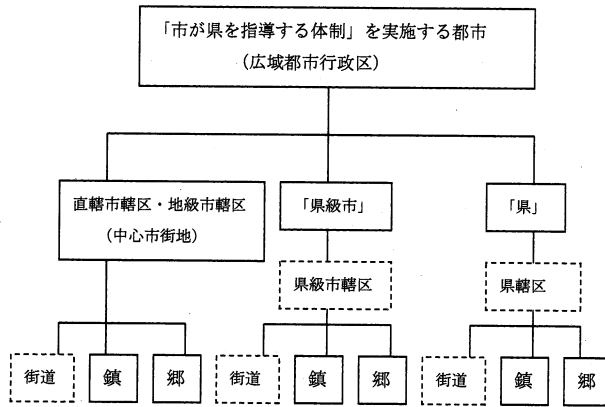 「市が県を指導する体制」を実施する都市
（広域都市行政区）
直轄市轄区・地級市轄区
（中心市街地）
「県級市」
「県」
県級市轄区
県轄区
街道
鎮
郷
街道
鎮
郷
街道
鎮
郷